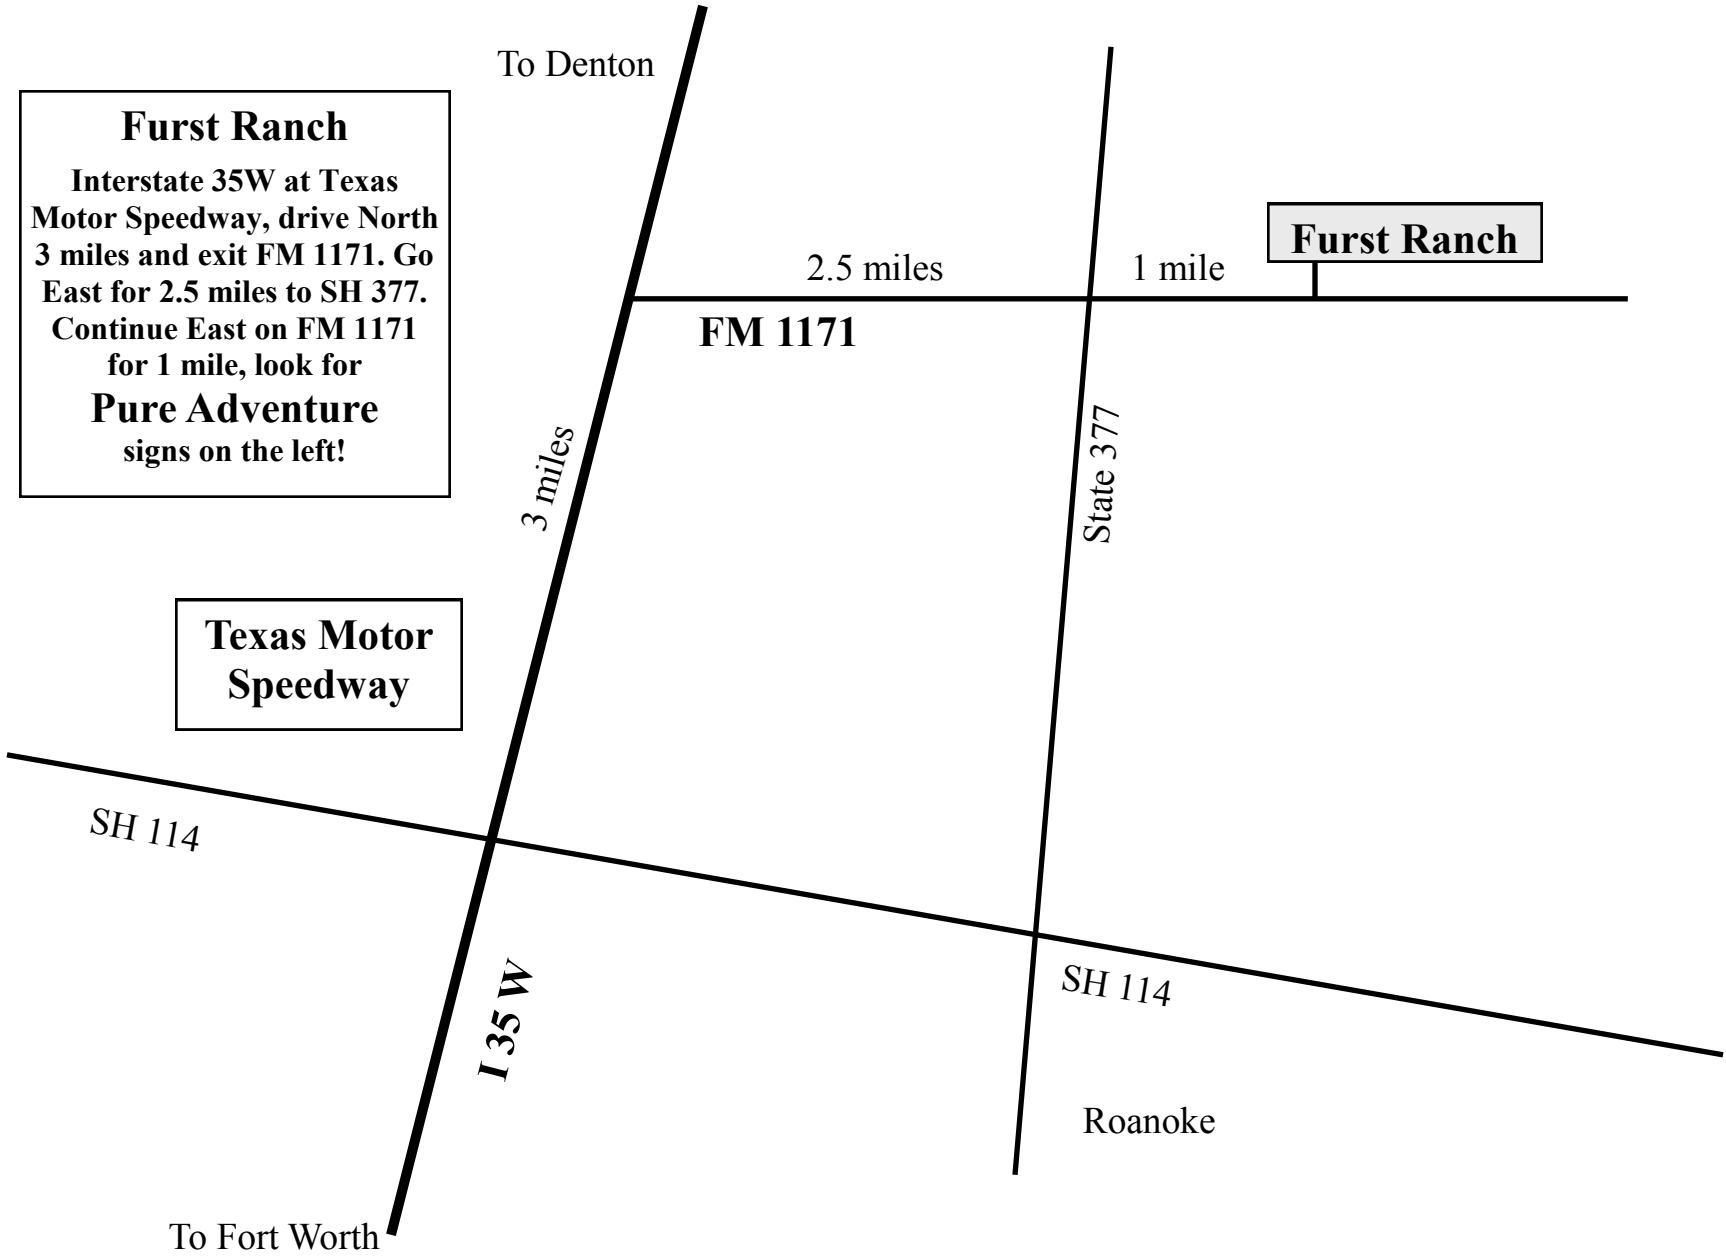 To Denton
Furst Ranch
Interstate 35W at Texas
Motor Speedway, drive North
3 miles and exit FM 1171. Go
East for 2.5 miles to SH 377.
Continue East on FM 1171
for 1 mile, look for
Pure Adventure
signs on the left!
Furst Ranch
2.5 miles
1 mile
FM 1171
3 miles
State 377
Texas Motor
Speedway
SH 114
I 35 W
SH 114
Roanoke
To Fort Worth